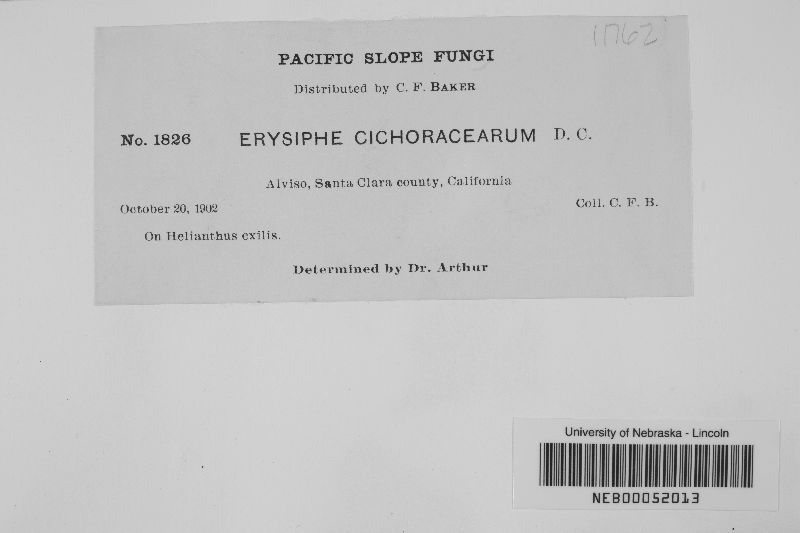 11762
PACIFIC SLOPE FUNGI
Distributed by C. F. BAKER
No. 1826 ERYSIPHE CICHORACEARUM D. C.
Alviso, Santa Clara county, California
October 20, 1902 Coll. C. F. B.
On Helianthus exilis.
Determined by Dr. Arthur
University of Nebraska - Lincoln
NEB00052013